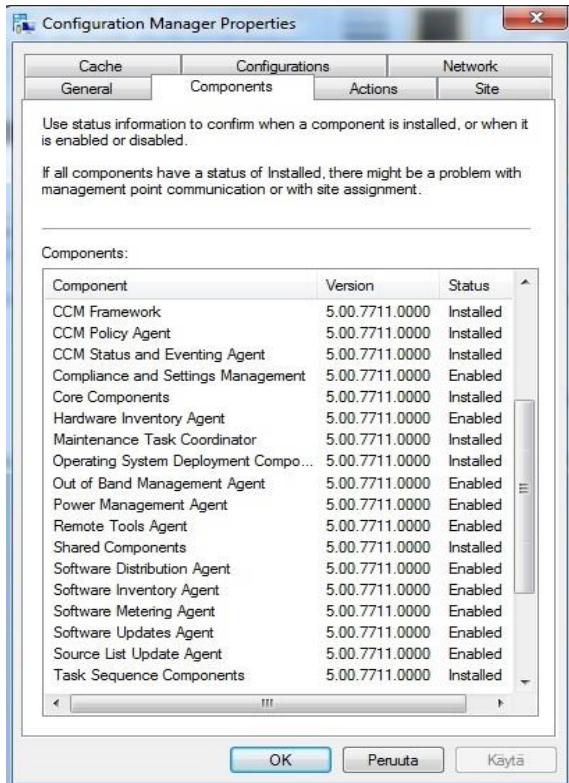 Configuration Manager Properties
Cache Configurations Network
General Components Actions Site
Use status information to confirm when a component is installed, or when it
is enabled or disabled.
If all components have a status of Installed, there might be a problem with
management point communication or with site assignment.
Components:
Component Version Status
CCM Framework 5.00.7711.0000 Installed
CCM Policy Agent 5.00.7711.0000 Installed
CCM Status and Eventing Agent 5.00.7711.0000 Installed
Compliance and Settings Management 5.00.7711.0000 Enabled
Core Components 5.00.7711.0000 Installed
Hardware Inventory Agent 5.00.7711.0000 Enabled
Maintenance Task Coordinator 5.00.7711.0000 Installed
Operating System Deployment Compo... 5.00.7711.0000 Installed
Out of Band Management Agent 5.00.7711.0000 Enabled
Power Management Agent 5.00.7711.0000 Enabled
Remote Tools Agent 5.00.7711.0000 Enabled
Shared Components 5.00.7711.0000 Installed
Software Distribution Agent 5.00.7711.0000 Enabled
Software Inventory Agent 5.00.7711.0000 Enabled
Software Metering Agent 5.00.7711.0000 Enabled
Software Updates Agent 5.00.7711.0000 Enabled
Source List Update Agent 5.00.7711.0000 Enabled
Task Sequence Components 5.00.7711.0000 Installed
OK Peruuta Käytä